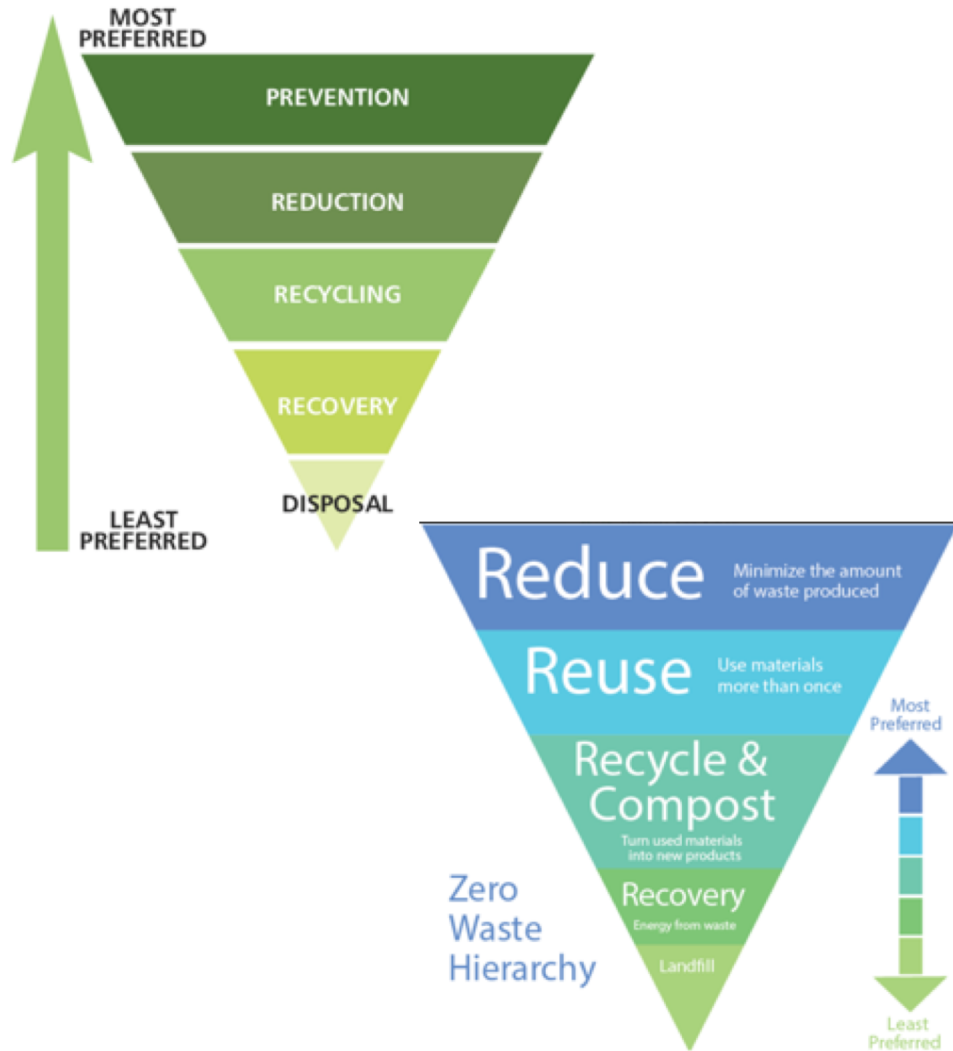 MOST
PREFERRED
PREVENTION
REDUCTION
RECYCLING
RECOVERY
DISPOSAL
LEAST
PREFERRED
Reduce
Minimize the amount
of waste produced
Reuse
Use materials
more than once
Recycle &
Compost
Turn used materials
into new products
Recovery
Energy from waste
Landfill
Zero
Waste
Hierarchy
Most
Preferred
Least
Preferred